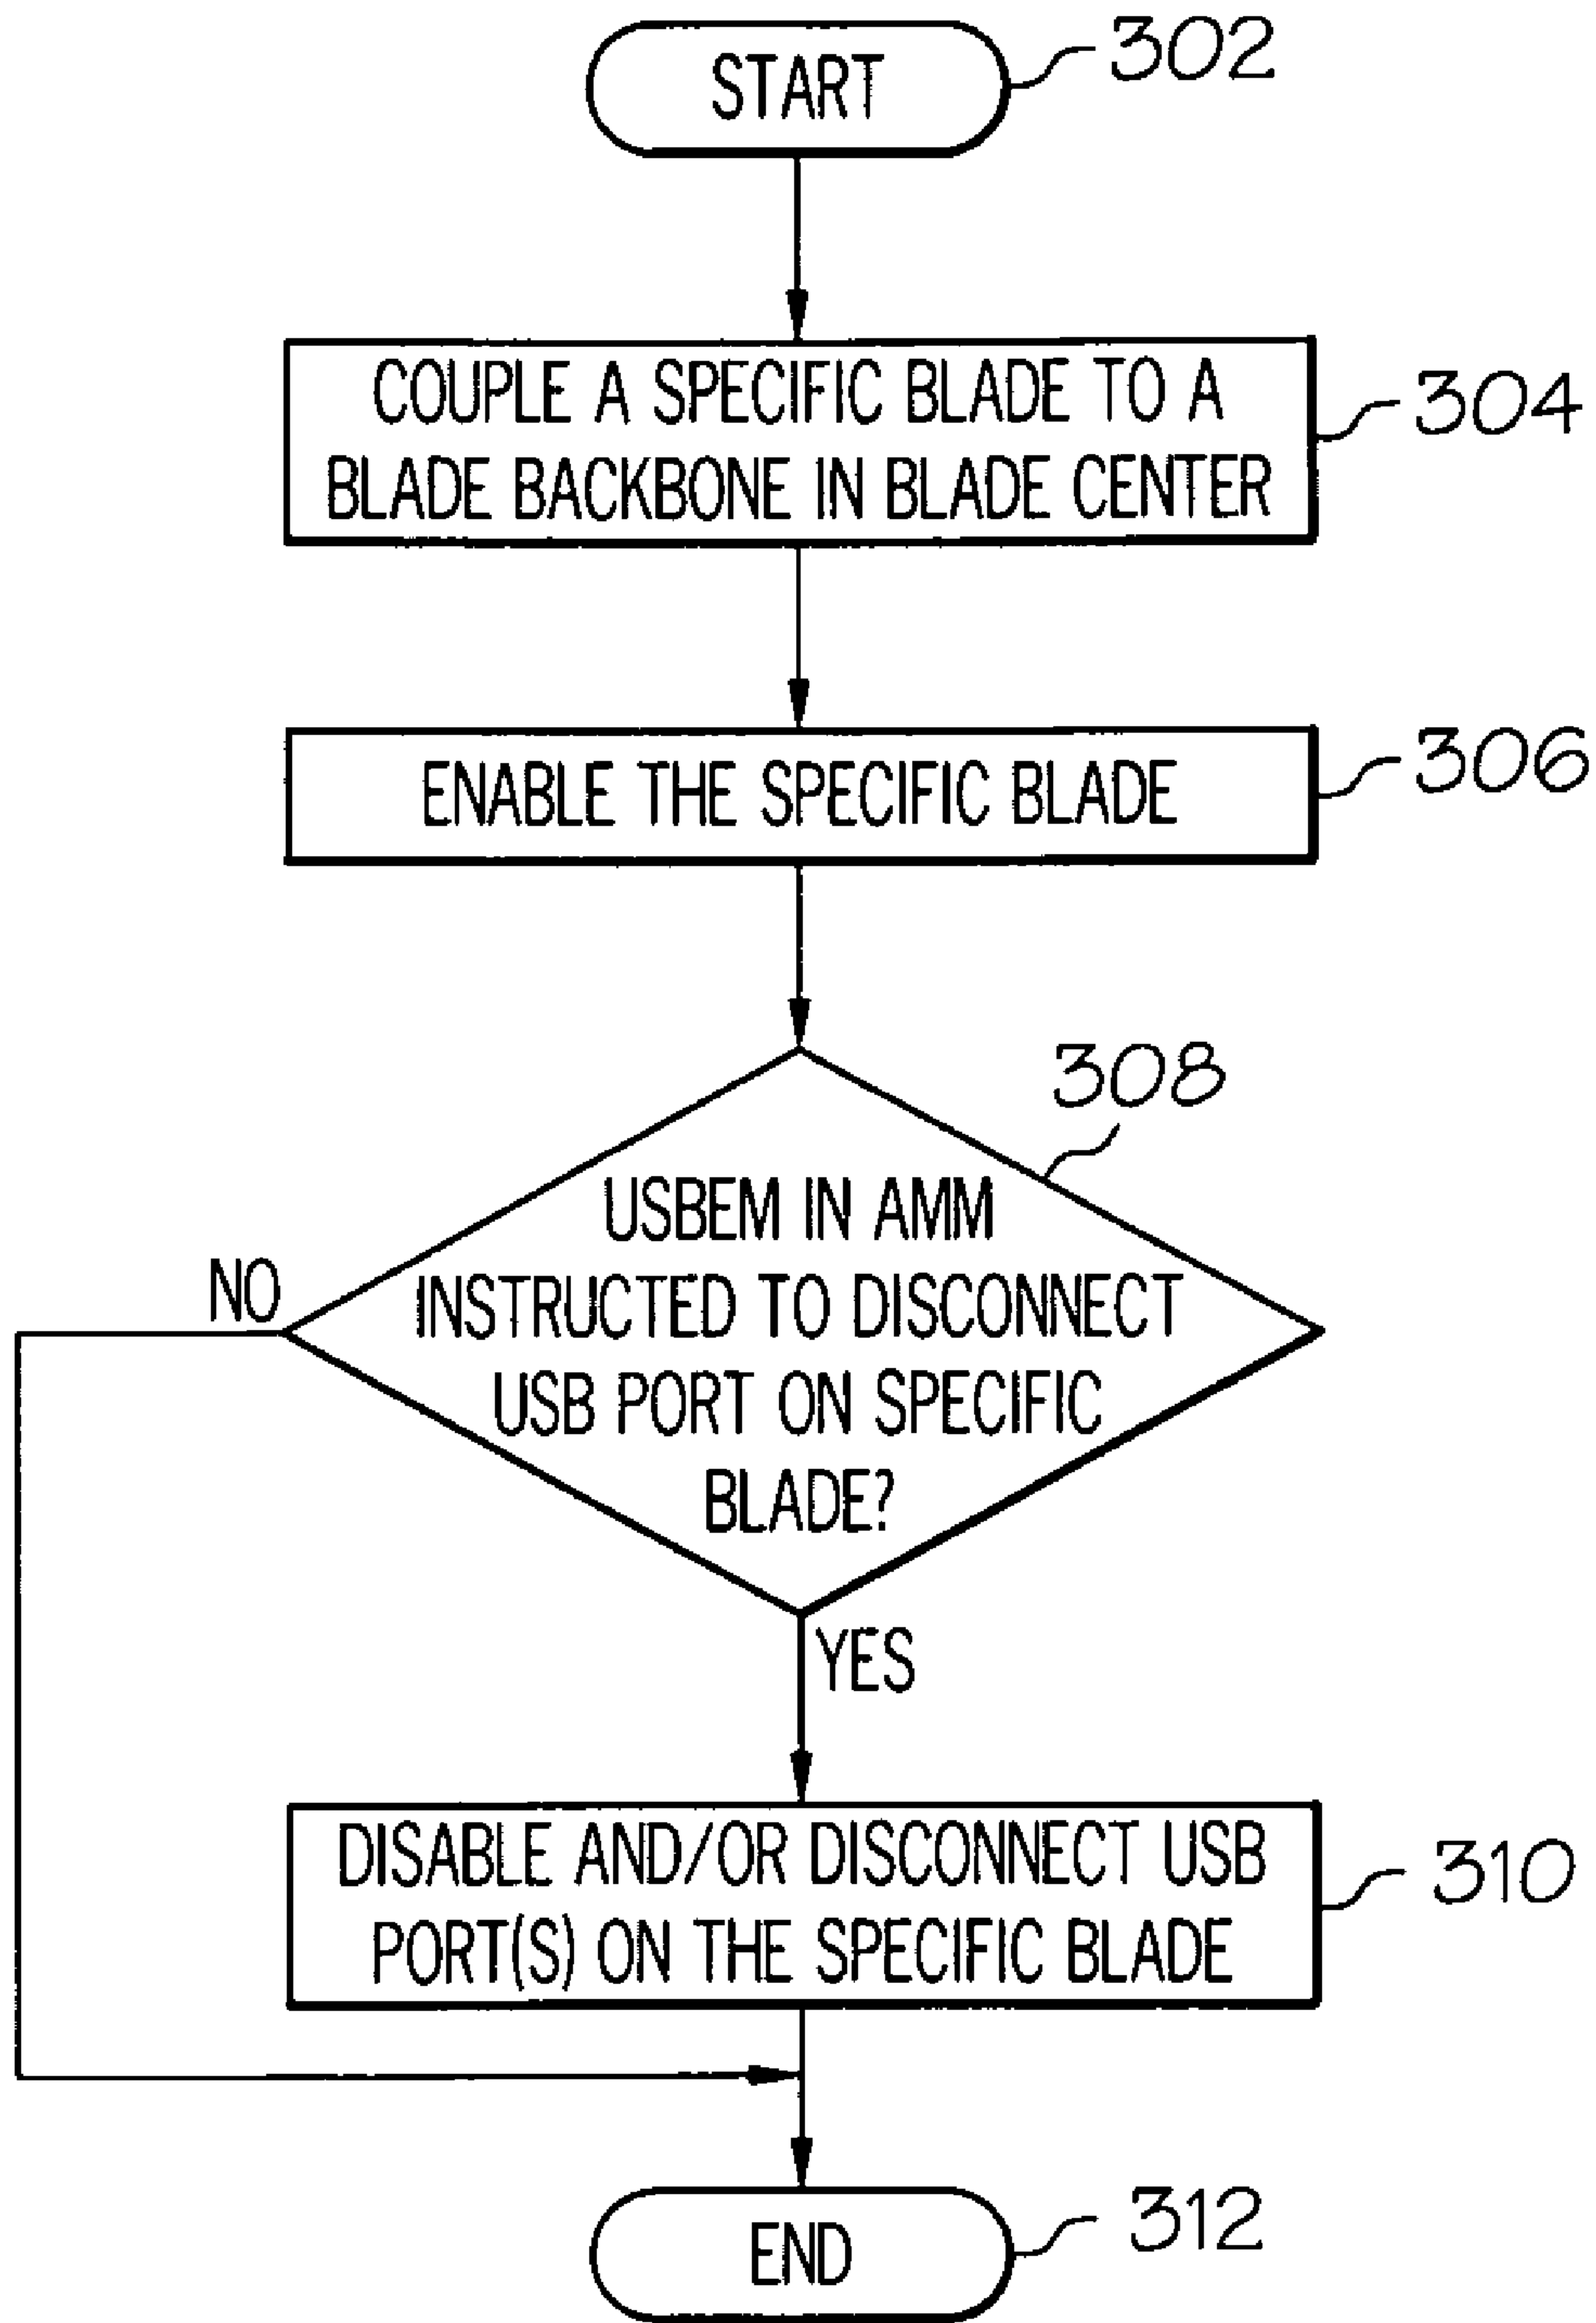 START
302
COUPLE A SPECIFIC BLADE TO A
BLADE BACKBONE IN BLADE CENTER
304
ENABLE THE SPECIFIC BLADE
306
308
USBEM IN AMM
INSTRUCTED TO DISCONNECT
USB PORT ON SPECIFIC
BLADE?
NO
YES
DISABLE AND/OR DISCONNECT USB
PORT(S) ON THE SPECIFIC BLADE
310
END
312